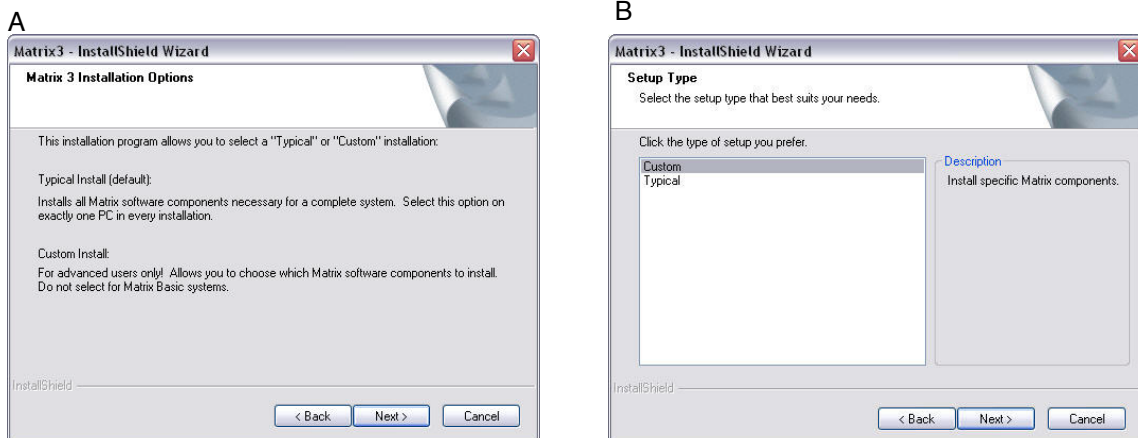 A
Matrix3 - InstallShield Wizard
Matrix 3 Installation Options
This installation program allows you to select a "Typical" or "Custom" installation:
Typical Install (default):
Installs all Matrix software components necessary for a complete system. Select this option on
exactly one PC in every installation.
Custom Install:
For advanced users only! Allows you to choose which Matrix software components to install.
Do not select for Matrix Basic systems.
InstallShield
< Back
Next >
Cancel
B
Matrix3 - InstallShield Wizard
Setup Type
Select the setup type that best suits your needs.
Click the type of setup you prefer.
Custom
Typical
Description
Install specific Matrix components.
InstallShield
< Back
Next >
Cancel